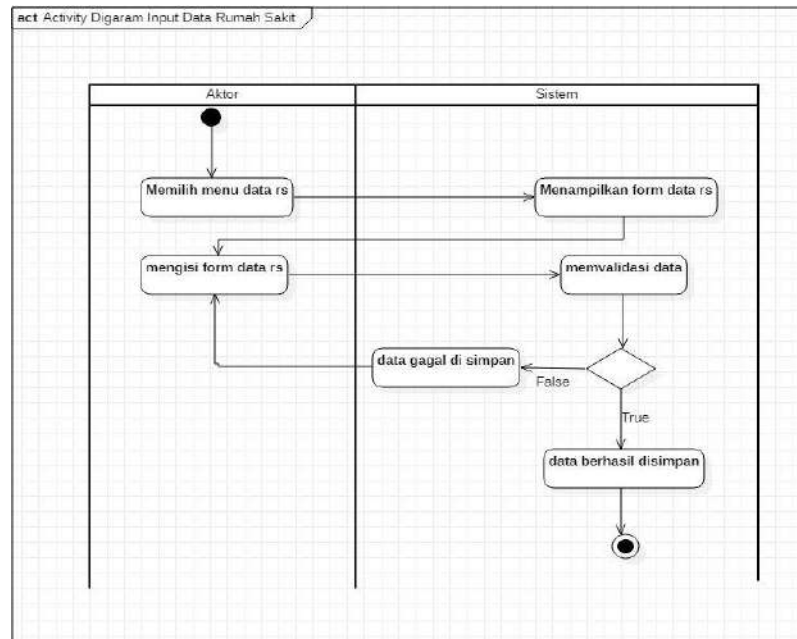 act Activity Digaram Input Data Rumah Sakit
Aktor
Sistem
Memilih menu data rs
Menampilkan form data rs
mengisi form data rs
memvalidasi data
data gagal di simpan
False
True
data berhasil disimpan